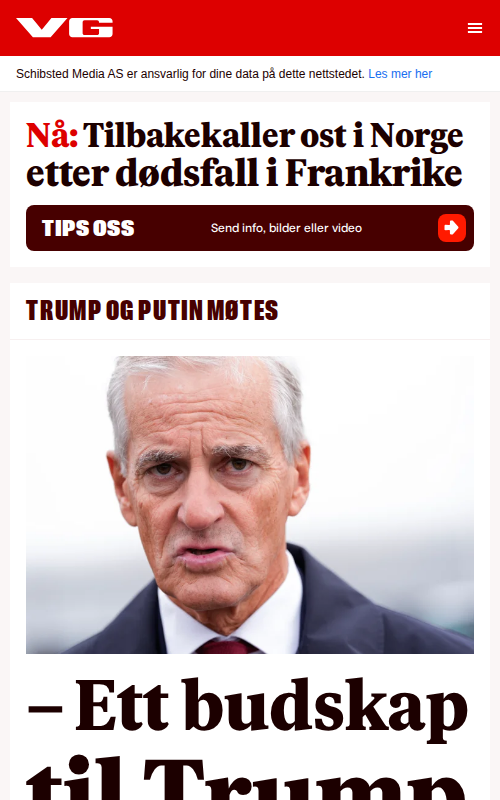 VG
Schibsted Media AS er ansvarlig for dine data på dette nettstedet. Les mer her
Nå: Tilbakekaller ost i Norge
etter dødsfall i Frankrike
TIPS OSS Send info, bilder eller video
TRUMP OG PUTIN MØTES
– Ett budskap
til Trump